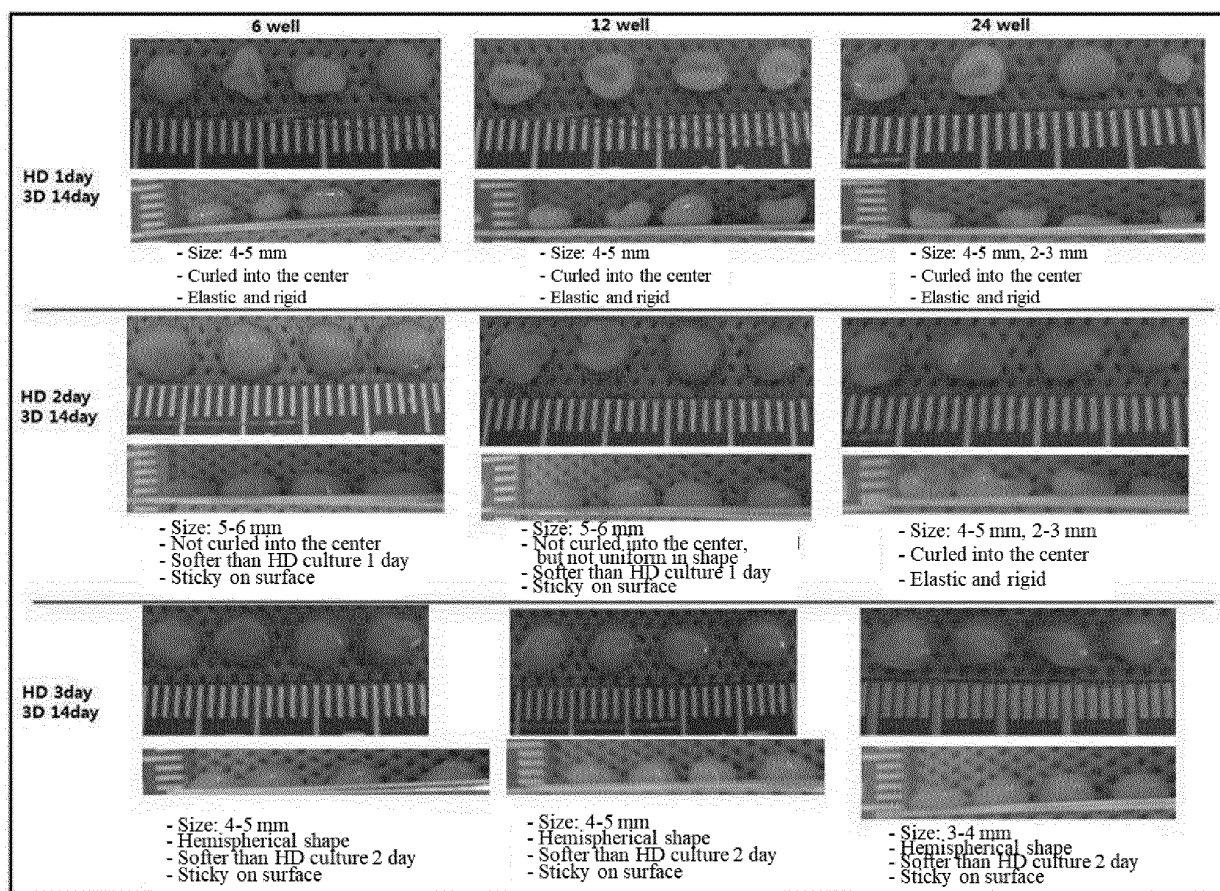 6 well
12 well
24 well
HD 1day
3D 14day
- Size: 4-5 mm
- Curled into the center
- Elastic and rigid
- Size: 4-5 mm
- Curled into the center
- Elastic and rigid
- Size: 4-5 mm, 2-3 mm
- Curled into the center
- Elastic and rigid
HD 2day
3D 14day
- Size: 5-6 mm
- Not curled into the center
- Softer than HD culture 1 day
- Sticky on surface
- Size: 5-6 mm
- Not curled into the center,
but not uniform in shape
- Softer than HD culture 1 day
- Sticky on surface
- Size: 4-5 mm, 2-3 mm
- Curled into the center
- Elastic and rigid
HD 3day
3D 14day
- Size: 4-5 mm
- Hemispherical shape
- Softer than HD culture 2 day
- Sticky on surface
- Size: 4-5 mm
- Hemispherical shape
- Softer than HD culture 2 day
- Sticky on surface
- Size: 3-4 mm
- Hemispherical shape
- Softer than HD culture 2 day
- Sticky on surface